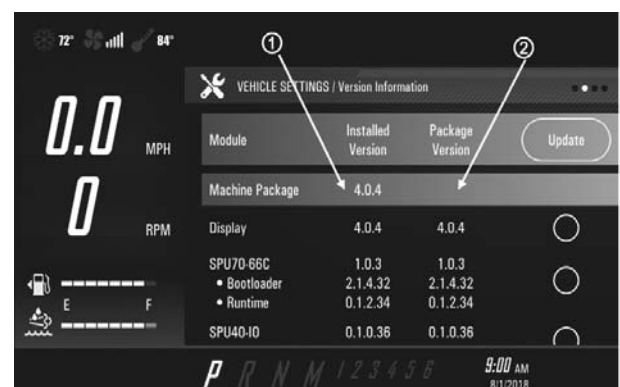 72° 84°
① ②
VEHICLE SETTINGS / Version Information
0.0 MPH
0 RPM
E F
Module Installed Version Package Version Update
Machine Package 4.0.4
Display 4.0.4 4.0.4
SPU70-66C 1.0.3 1.0.3
• Bootloader 2.1.4.32 2.1.4.32
• Runtime 0.1.2.34 0.1.2.34
SPU40-IO 0.1.0.36 0.1.0.36
P R N M 1 2 3 4 5 6
9:00 AM
8/1/2018